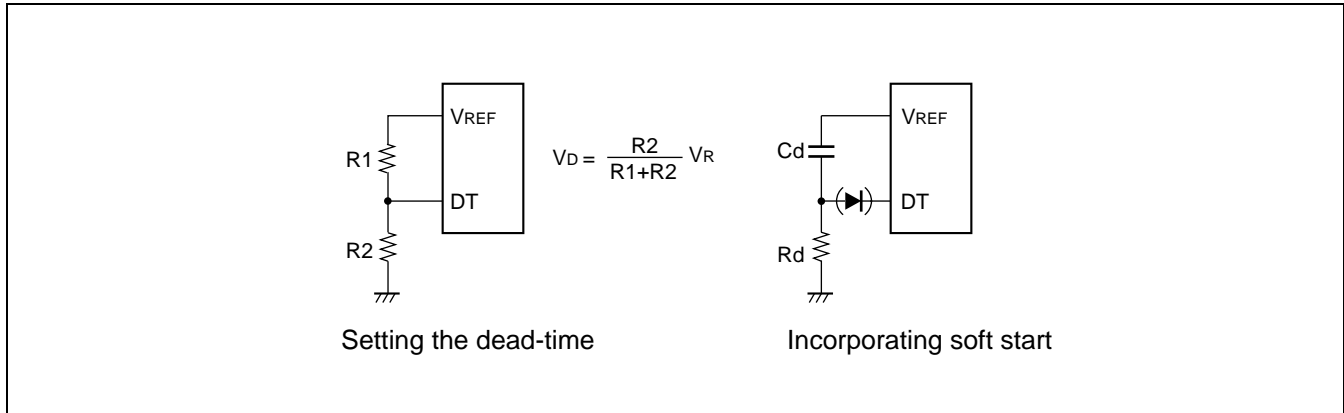 VREF
R1
VD = R2 / R1+R2 VR
DT
R2
Setting the dead-time
VREF
Cd
DT
Rd
Incorporating soft start